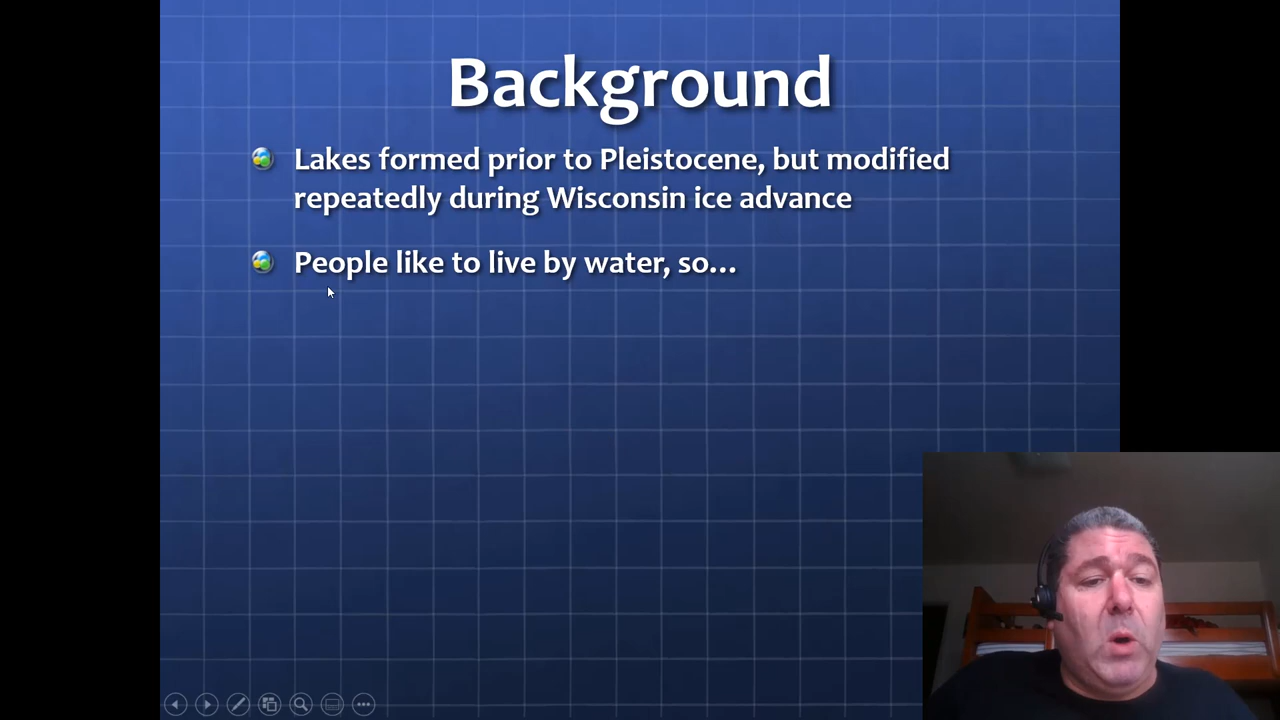 Background
Lakes formed prior to Pleistocene, but modified
repeatedly during Wisconsin ice advance
People like to live by water, so...